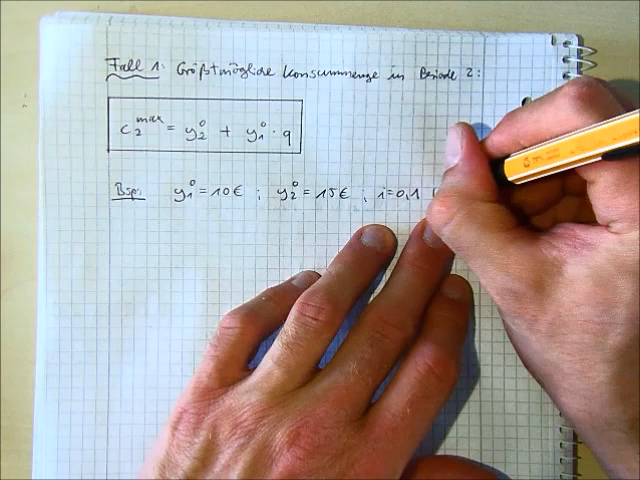 Fall 1: Größtmögliche Konsummenge in Periode 2:
c₂ᵐᵃˣ = y₂⁰ + y₁⁰ · q
Bsp: y₁⁰ = 10€ ; y₂⁰ = 15€ ; i = 0,1